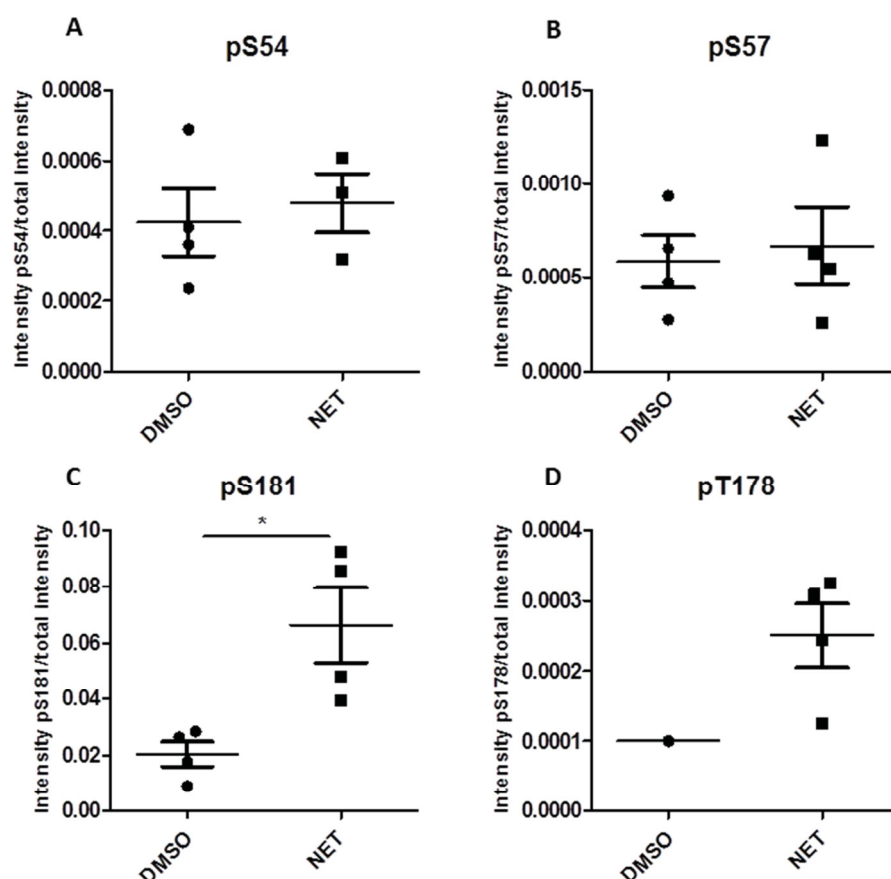 A
pS54
Intensity pS54/total Intensity
0.0008
0.0006
0.0004
0.0002
0.0000
DMSO
NET
B
pS57
Intensity pS57/total Intensity
0.0015
0.0010
0.0005
0.0000
DMSO
NET
C
pS181
*
Intensity pS181/total Intensity
0.10
0.08
0.06
0.04
0.02
0.00
DMSO
NET
D
pT178
Intensity pS178/total Intensity
0.0004
0.0003
0.0002
0.0001
0.0000
DMSO
NET